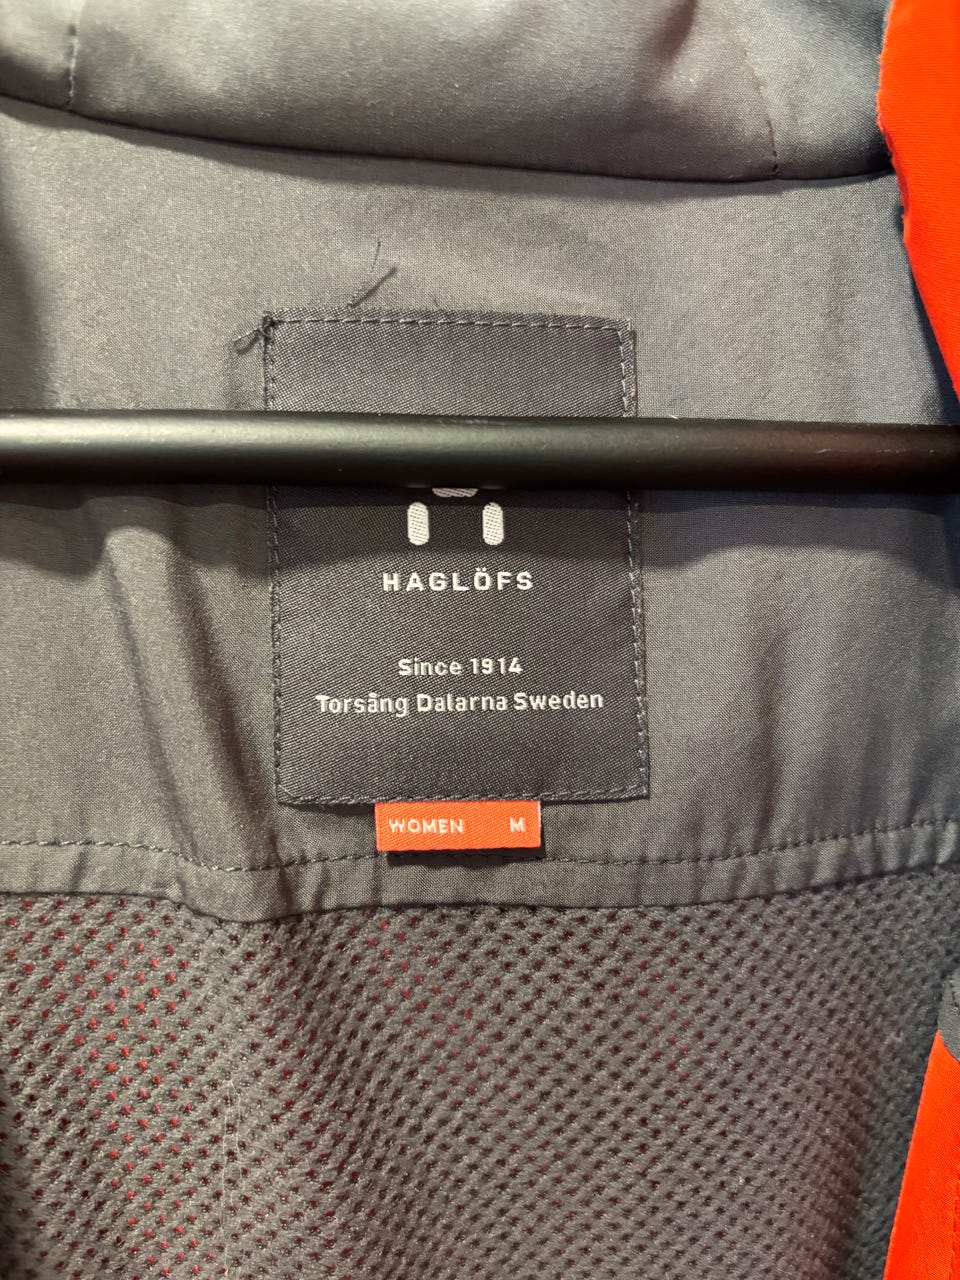 HAGLÖFS
Since 1914
Torsång Dalarna Sweden
WOMEN M